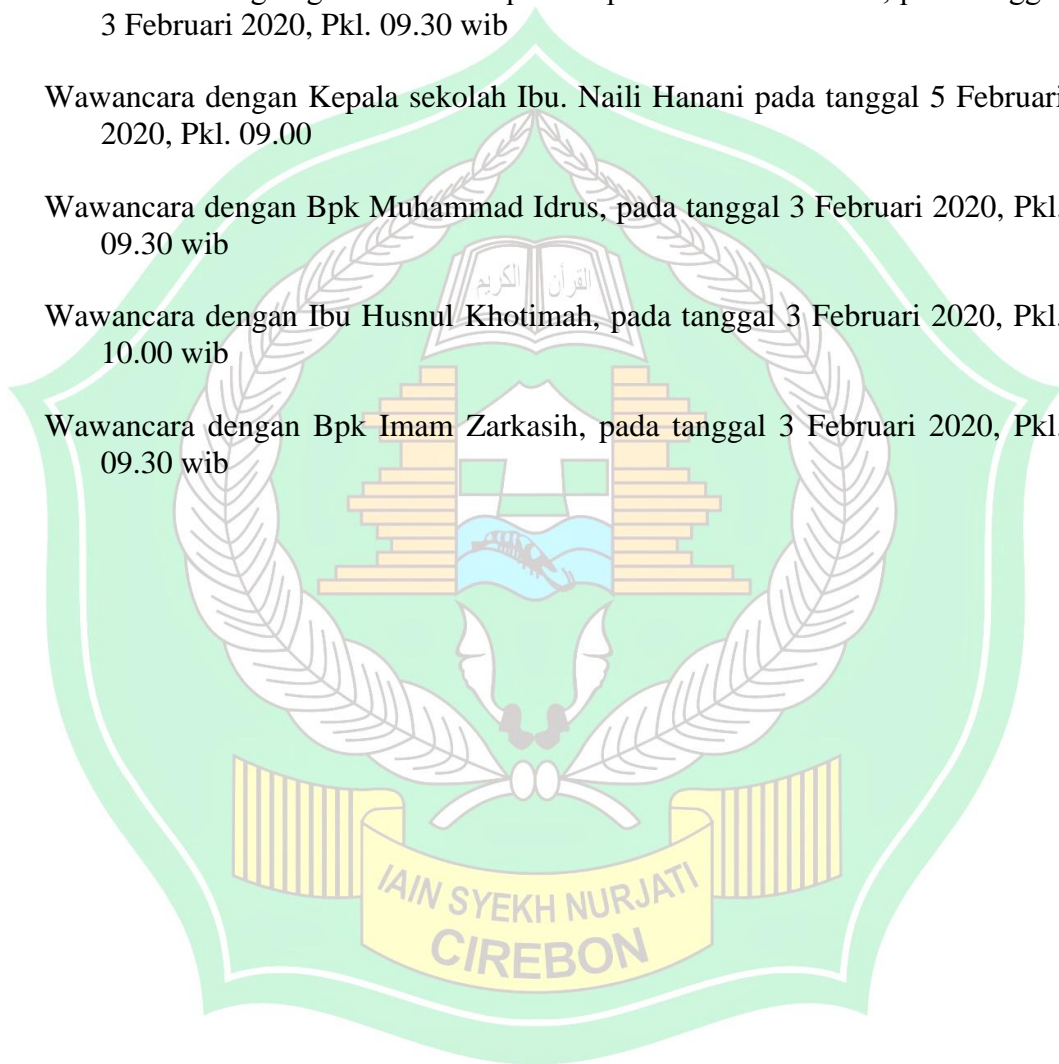 3 Februari 2020, Pkl. 09.30 wib
Wawancara dengan Kepala sekolah Ibu. Naili Hanani pada tanggal 5 Februari
2020, Pkl. 09.00
Wawancara dengan Bpk Muhammad Idrus, pada tanggal 3 Februari 2020, Pkl.
09.30 wib
Wawancara dengan Ibu Husnul Khotimah, pada tanggal 3 Februari 2020, Pkl.
10.00 wib
Wawancara dengan Bpk Imam Zarkasih, pada tanggal 3 Februari 2020, Pkl.
09.30 wib
القرأن الكريم
IAIN SYEKH NURJATI
CIREBON